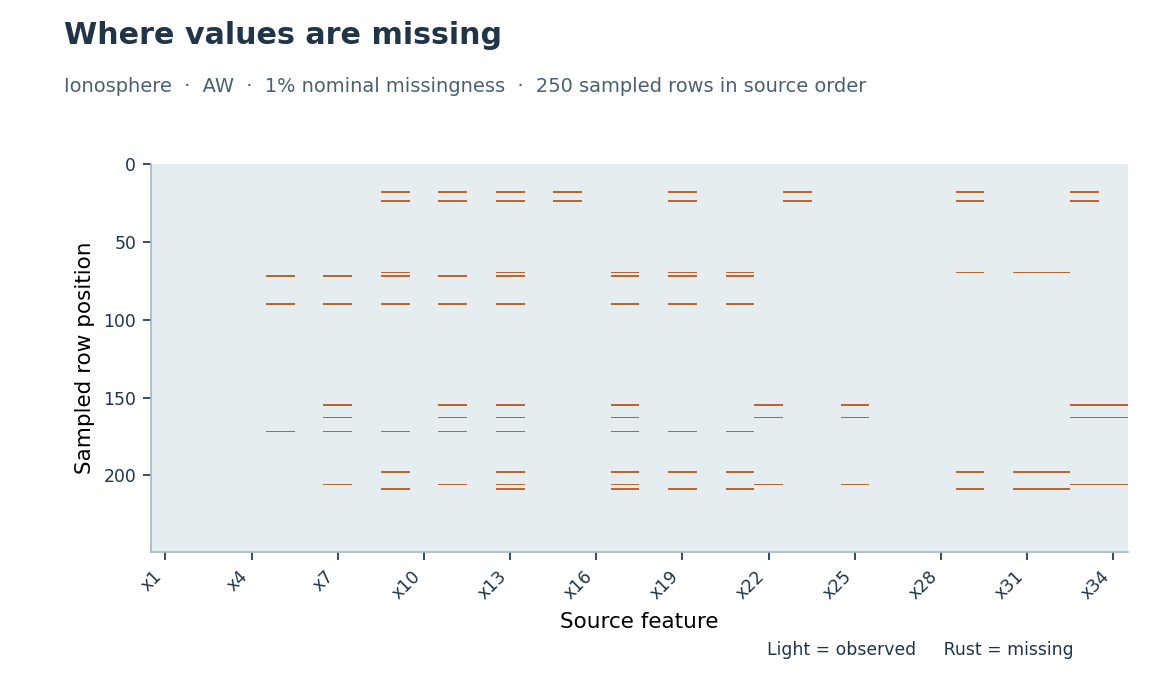 Where values are missing
Ionosphere · AW · 1% nominal missingness · 250 sampled rows in source order
0
50
100
150
200
Sampled row position
x1
x4
x7
x10
x13
x16
x19
x22
x25
x28
x31
x34
Source feature
Light = observed Rust = missing